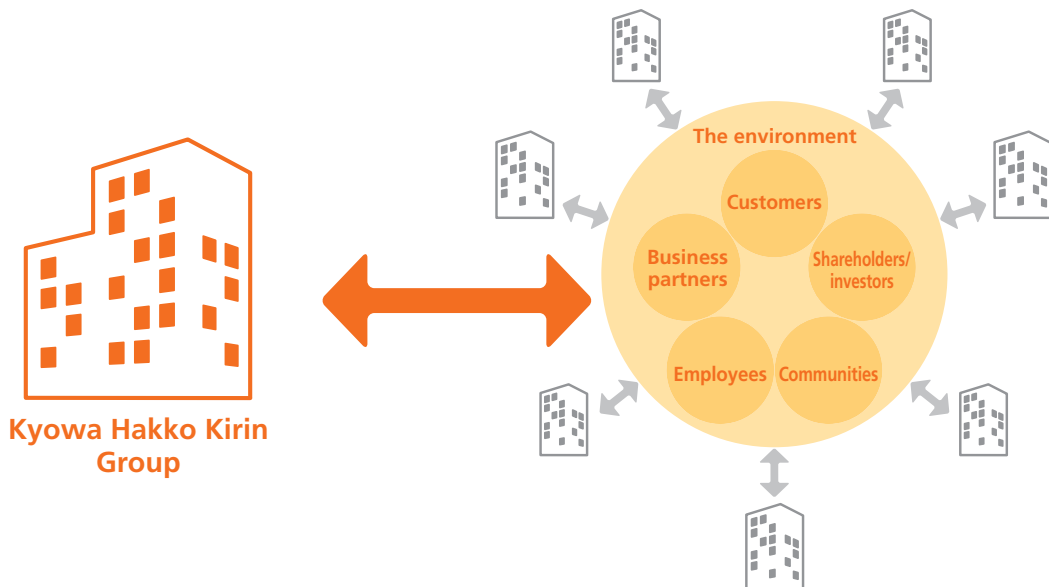 The environment
Customers
Business
partners
Shareholders/
investors
Employees
Communities
Kyowa Hakko Kirin
Group